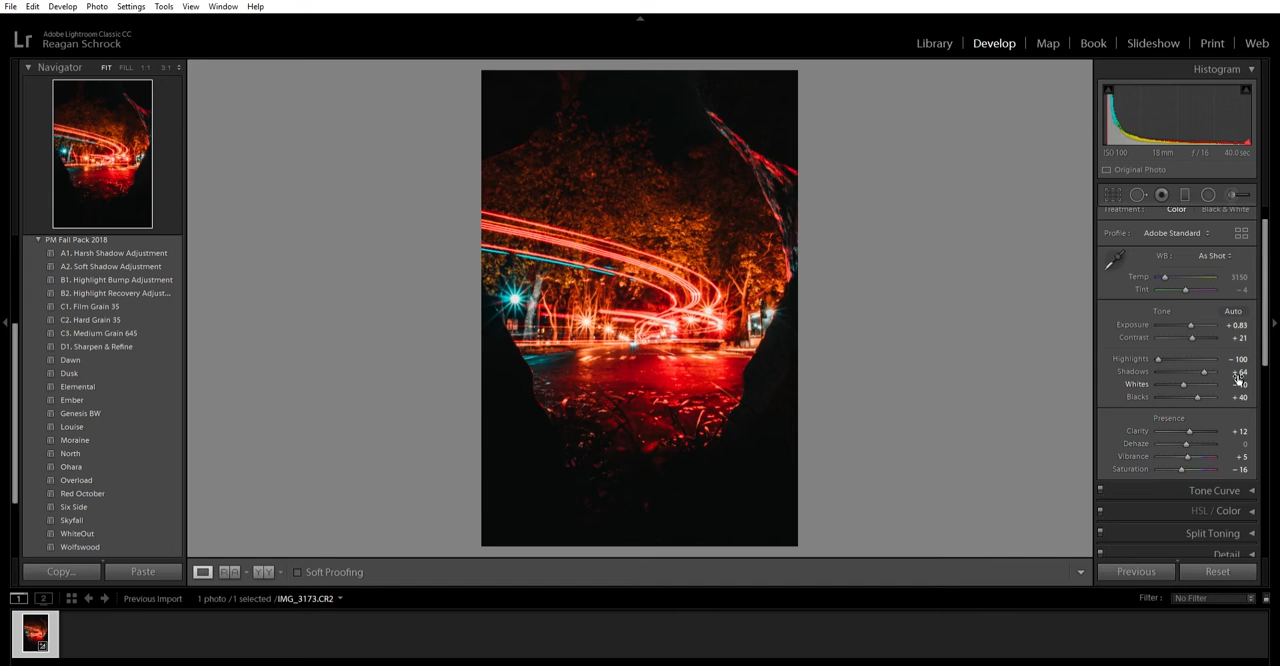 File Edit Develop Photo Settings Tools View Window Help
Lr Adobe Lightroom Classic CC
Reagan Schrock
Library | Develop | Map | Book | Slideshow | Print | Web
Navigator FIT FILL 1:1 3:1
PM Fall Pack 2018
A1. Harsh Shadow Adjustment
A2. Soft Shadow Adjustment
B1. Highlight Bump Adjustment
B2. Highlight Recovery Adjust...
C1. Film Grain 35
C2. Hard Grain 35
C3. Medium Grain 645
D1. Sharpen & Refine
Dawn
Dusk
Elemental
Ember
Genesis BW
Louise
Moraine
North
Ohara
Overload
Red October
Six Side
Skyfall
WhiteOut
Wolfswood
Copy... Paste
Soft Proofing
Histogram
ISO 100 18 mm f / 16 40.0 sec
Original Photo
Treatment : Color Black & White
Profile : Adobe Standard
WB : As Shot
Temp 3150
Tint – 4
Tone Auto
Exposure + 0.83
Contrast + 21
Highlights – 100
Shadows + 64
Whites
Blacks + 40
Presence
Clarity + 12
Dehaze 0
Vibrance + 5
Saturation – 16
Tone Curve
HSL / Color
Split Toning
Detail
Previous Reset
1 2 Previous Import 1 photo / 1 selected / IMG_3173.CR2 Filter : No Filter